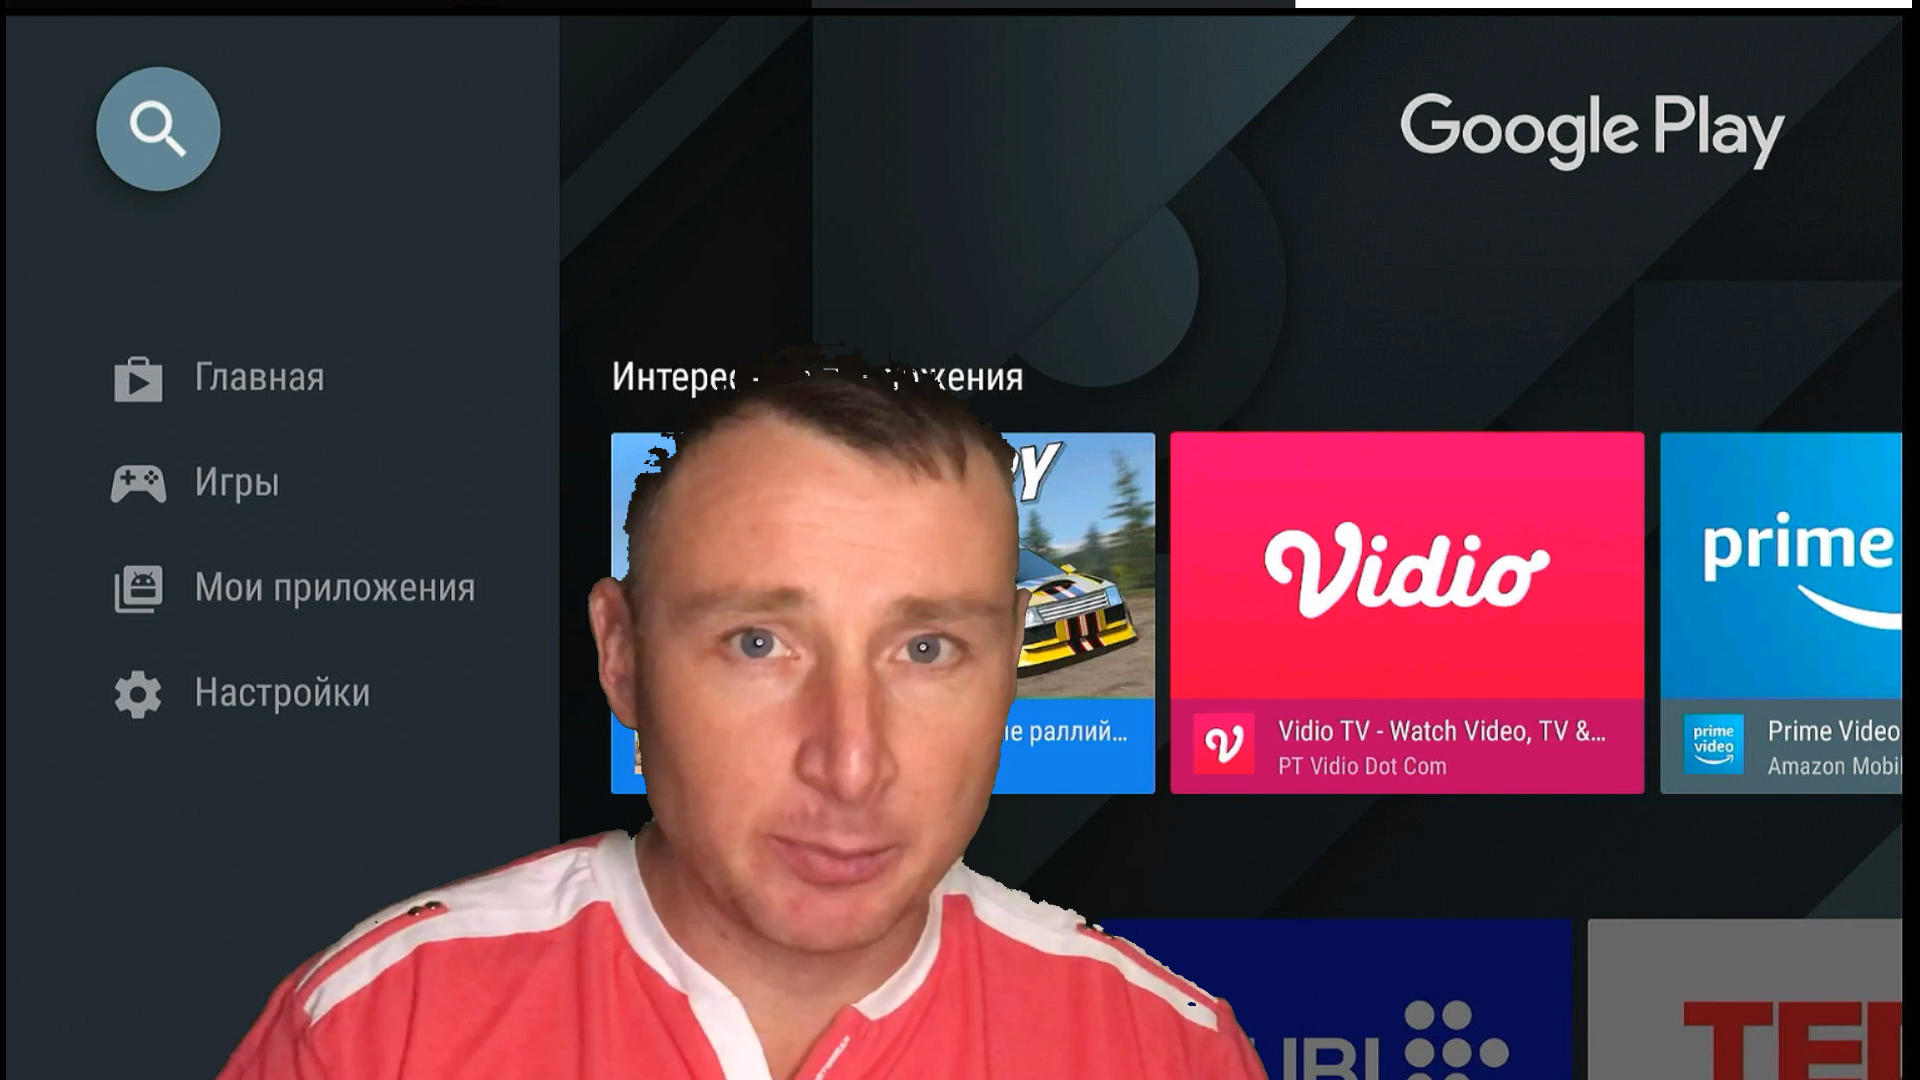 Google Play
Главная
Игры
Мои приложения
Настройки
Vidio
prime
раллий...
Vidio TV - Watch Video, TV &...
PT Vidio Dot Com
prime
video
Prime Video
Amazon